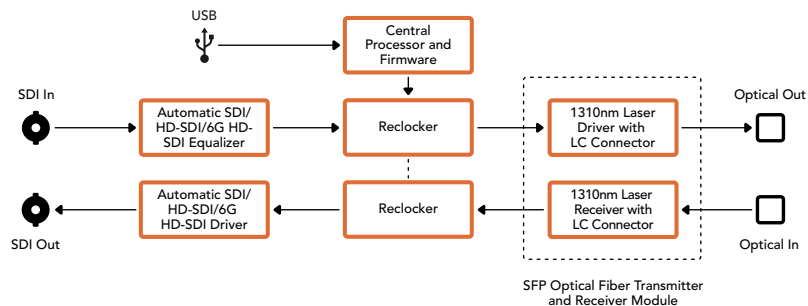 USB
Central
Processor and
Firmware
SDI In
Automatic SDI/
HD-SDI/6G HD-
SDI Equalizer
Reclocker
1310nm Laser
Driver with
LC Connector
Optical Out
Automatic SDI/
HD-SDI/6G
HD-SDI Driver
Reclocker
1310nm Laser
Receiver with
LC Connector
SDI Out
Optical In
SFP Optical Fiber Transmitter
and Receiver Module